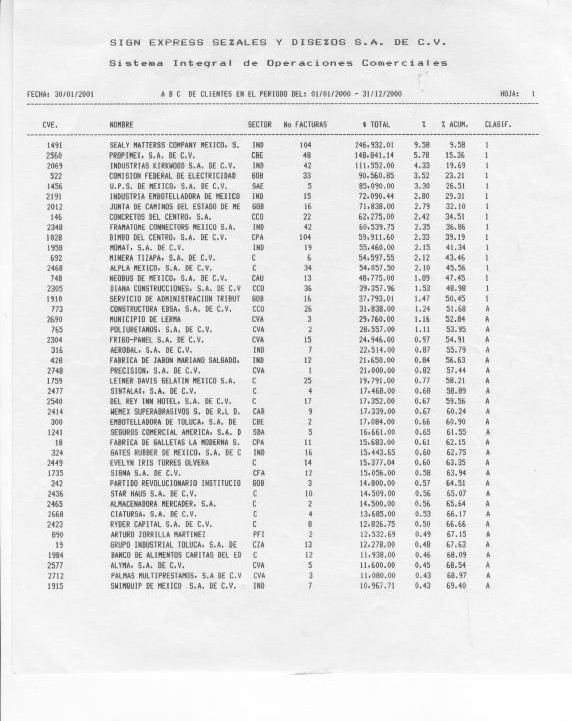 SIGN EXPRESS SEZALES Y DISEZOS S.A. DE C.V.
Sistema Integral de Operaciones Comerciales
FECHA: 30/01/2001 A B C DE CLIENTES EN EL PERIODO DEL: 01/01/2000 - 31/12/2000 HOJA: 1
CVE. NOMBRE SECTOR No FACTURAS $ TOTAL % % ACUM. CLASIF.
1491 SEALY MATTERSS COMPANY MEXICO, S. IND 104 246,932.01 9.58 9.58 1
2560 PROPIMEX, S.A. DE C.V. CBE 48 148,841.14 5.78 15.36 1
2069 INDUSTRIAS KIRKWOOD S.A. DE C.V. IND 42 111,552.00 4.33 19.69 1
522 COMISION FEDERAL DE ELECTRICIDAD GOB 33 90,560.85 3.52 23.21 1
1456 U.P.S. DE MEXICO, S.A. DE C.V. SAE 5 85,090.00 3.30 26.51 1
2191 INDUSTRIA EMBOTELLADORA DE MEXICO IND 15 72,090.44 2.80 29.31 1
2012 JUNTA DE CAMINOS DEL ESTADO DE ME GOB 16 71,838.00 2.79 32.10 1
146 CONCRETOS DEL CENTRO, S.A. CCO 22 62,275.00 2.42 34.51 1
2348 FRAMATOME CONNECTORS MEXICO S.A. IND 42 60,539.75 2.35 36.86 1
1028 BIMBO DEL CENTRO, S.A. DE C.V. CPA 104 59,911.60 2.33 39.19 1
1958 MOMAT, S.A. DE C.V. IND 19 55,460.00 2.15 41.34 1
692 MINERA TIZAPA, S.A. DE C.V. C 6 54,597.55 2.12 43.46 1
2468 ALPLA MEXICO, S.A. DE C.V. C 34 54,057.50 2.10 45.56 1
748 NEOBUS DE MEXICO, S.A. DE C.V. CAU 13 48,775.00 1.89 47.45 1
2305 DIANA CONSTRUCCIONES, S.A. DE C.V CCO 36 39,357.96 1.53 48.98 1
1910 SERVICIO DE ADMINISTRACION TRIBUT GOB 16 37,793.01 1.47 50.45 1
773 CONSTRUCTORA EBSA, S.A. DE C.V. CCO 26 31,838.00 1.24 51.68 A
2690 MUNICIPIO DE LERMA CVA 3 29,760.00 1.16 52.84 A
765 POLIURETANOS, S.A. DE C.V. CVA 2 28,557.00 1.11 53.95 A
2304 FRIGO-PANEL S.A. DE C.V. CVA 15 24,946.00 0.97 54.91 A
316 AEROBAL, S.A. DE C.V. IND 7 22,514.00 0.87 55.79 A
428 FABRICA DE JABON MARIANO SALGADO, IND 12 21,650.00 0.84 56.63 A
2748 PRECISION, S.A. DE C.V. CVA 1 21,000.00 0.82 57.44 A
1759 LEINER DAVIS GELATIN MEXICO S.A. C 25 19,791.00 0.77 58.21 A
2477 SINTALAX, S.A. DE C.V. C 4 17,468.00 0.68 58.89 A
2540 DEL REY INN HOTEL, S.A. DE C.V. C 17 17,352.00 0.67 59.56 A
2414 WEMEX SUPERABRASIVOS S. DE R.L D. CAB 9 17,339.00 0.67 60.24 A
300 EMBOTELLADORA DE TOLUCA, S.A. DE CBE 2 17,084.00 0.66 60.90 A
1241 SEGUROS COMERCIAL AMERICA, S.A. D SBA 5 16,661.00 0.65 61.55 A
18 FABRICA DE GALLETAS LA MODERNA S. CPA 11 15,683.00 0.61 62.15 A
324 GATES RUBBER DE MEXICO, S.A. DE C IND 16 15,443.65 0.60 62.75 A
2449 EVELYN IRIS TORRES OLVERA C 14 15,377.04 0.60 63.35 A
1735 SIGNA S.A. DE C.V. CFA 12 15,056.00 0.58 63.94 A
242 PARTIDO REVOLUCIONARIO INSTITUCIO GOB 3 14,800.00 0.57 64.51 A
2436 STAR HAUS S.A. DE C.V. C 10 14,509.00 0.56 65.07 A
2465 ALMACENADORA MERCADER, S.A. C 2 14,500.00 0.56 65.64 A
2668 CIATURSA, S.A. DE C.V. C 4 13,685.00 0.53 66.17 A
2423 RYDER CAPITAL S.A. DE C.V. C 8 12,826.75 0.50 66.66 A
890 ARTURO ZORRILLA MARTINEZ PFI 2 12,532.69 0.49 67.15 A
19 GRUPO INDUSTRIAL TOLUCA, S.A. DE CZA 13 12,278.00 0.48 67.63 A
1984 BANCO DE ALIMENTOS CARITAS DEL ED C 12 11,938.00 0.46 68.09 A
2577 ALYMA, S.A. DE C.V. CVA 5 11,600.00 0.45 68.54 A
2712 PALMAS MULTIPRESTAMOS, S.A DE C.V CVA 3 11,080.00 0.43 68.97 A
1915 SWIMQUIP DE MEXICO S.A. DE C.V. IND 7 10,967.71 0.43 69.40 A